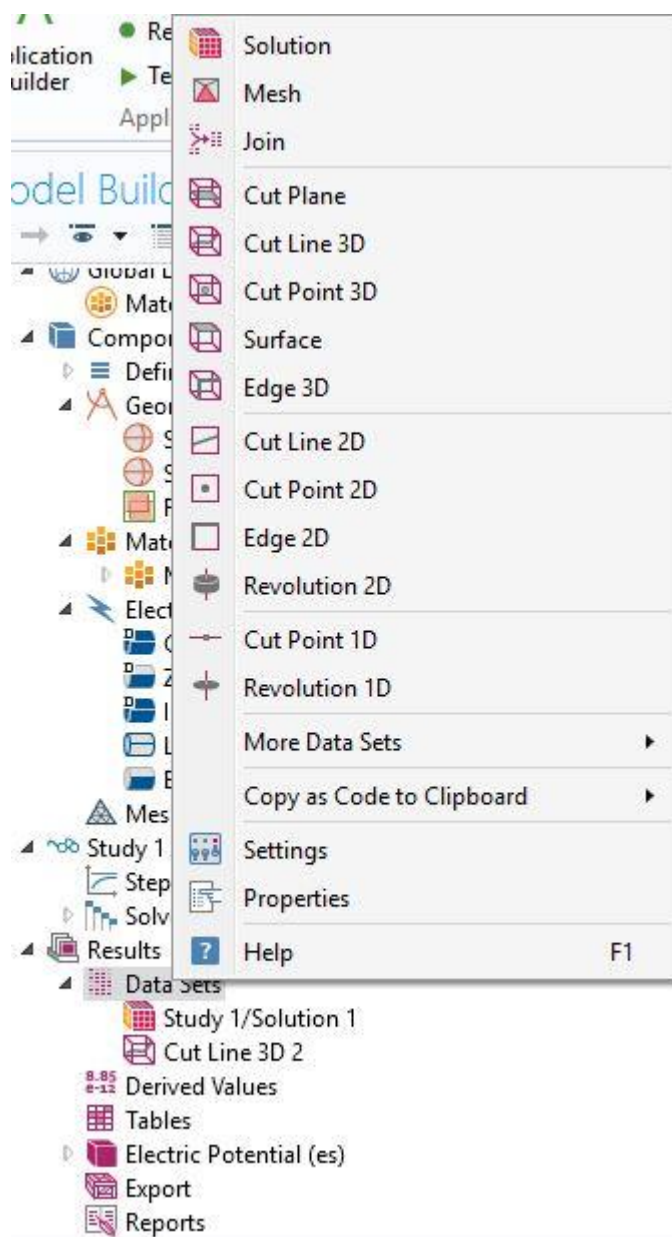 Re
plication
uilder
Te
Appl
Solution
Mesh
Join
Cut Plane
Cut Line 3D
Cut Point 3D
Surface
Edge 3D
Cut Line 2D
Cut Point 2D
Edge 2D
Revolution 2D
Cut Point 1D
Revolution 1D
More Data Sets
Copy as Code to Clipboard
Settings
Properties
Help F1
odel Builc
Global
Mate
Compor
Defi
Geor
S
S
F
Mate
Elect
Z
I
L
E
Mes
Study 1
Step
Solv
Results
Data Sets
Study 1/Solution 1
Cut Line 3D 2
8.85
e-12 Derived Values
Tables
Electric Potential (es)
Export
Reports